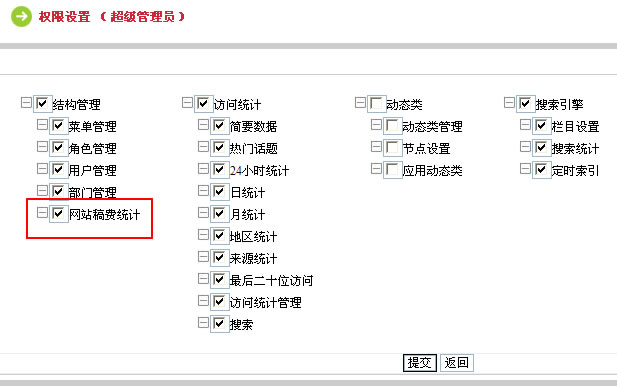 权限设置 （ 超级管理员 ）
结构管理
菜单管理
角色管理
用户管理
部门管理
网站稿费统计
访问统计
简要数据
热门话题
24小时统计
日统计
月统计
地区统计
来源统计
最后二十位访问
访问统计管理
搜索
动态类
动态类管理
节点设置
应用动态类
搜索引擎
栏目设置
搜索统计
定时索引
提交 返回